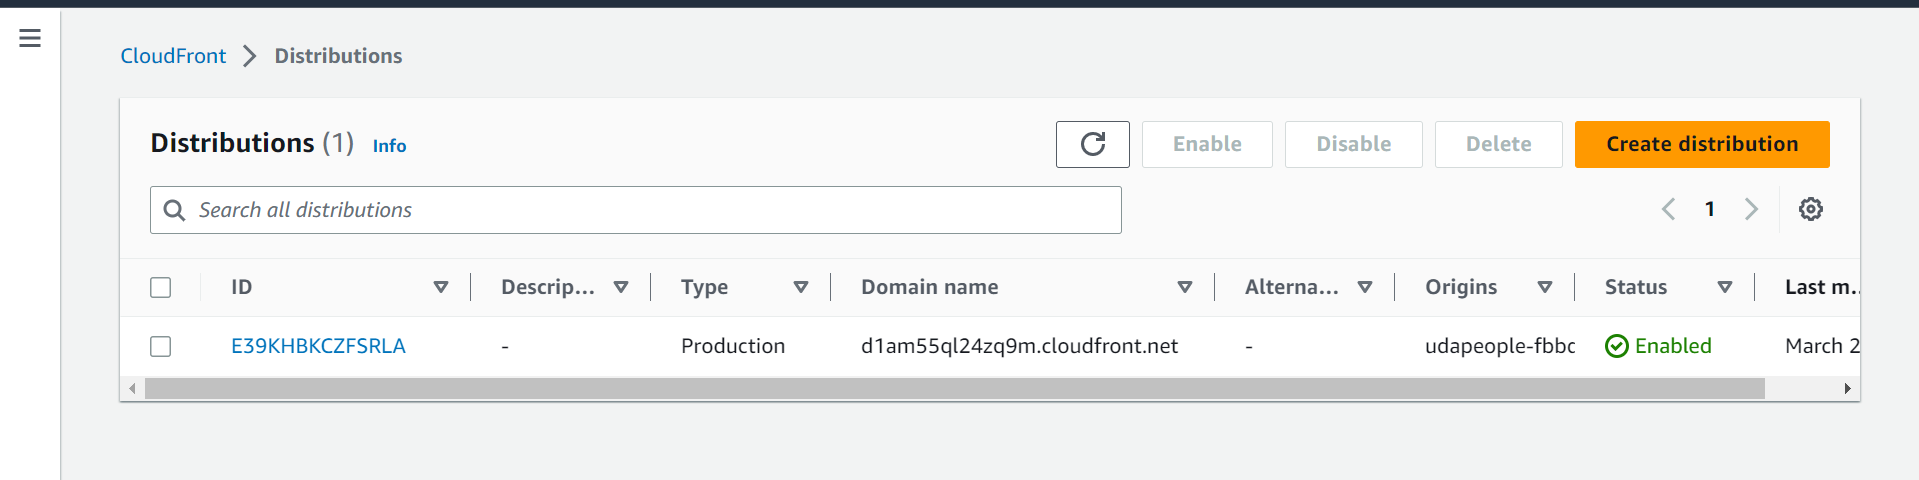 CloudFront Distributions
Distributions (1) Info
Enable Disable Delete Create distribution
Search all distributions
1
ID Descrip... Type Domain name Alterna... Origins Status Last m..
E39KHBKCZFSRLA - Production d1am55ql24zq9m.cloudfront.net - udapeople-fbbc Enabled March 2